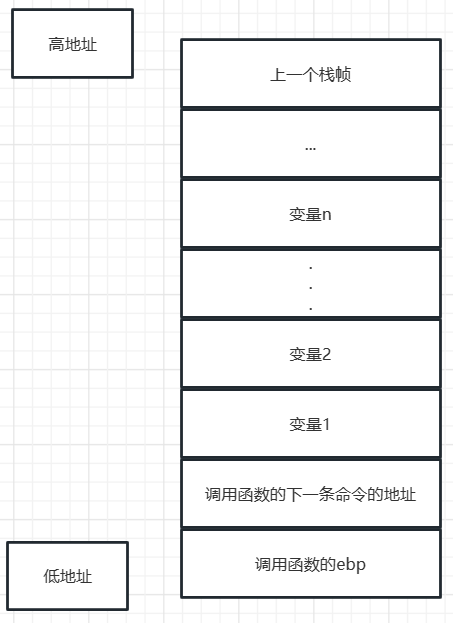 高地址
上一个栈帧
...
变量n
.
.
.
变量2
变量1
调用函数的下一条命令的地址
调用函数的ebp
低地址